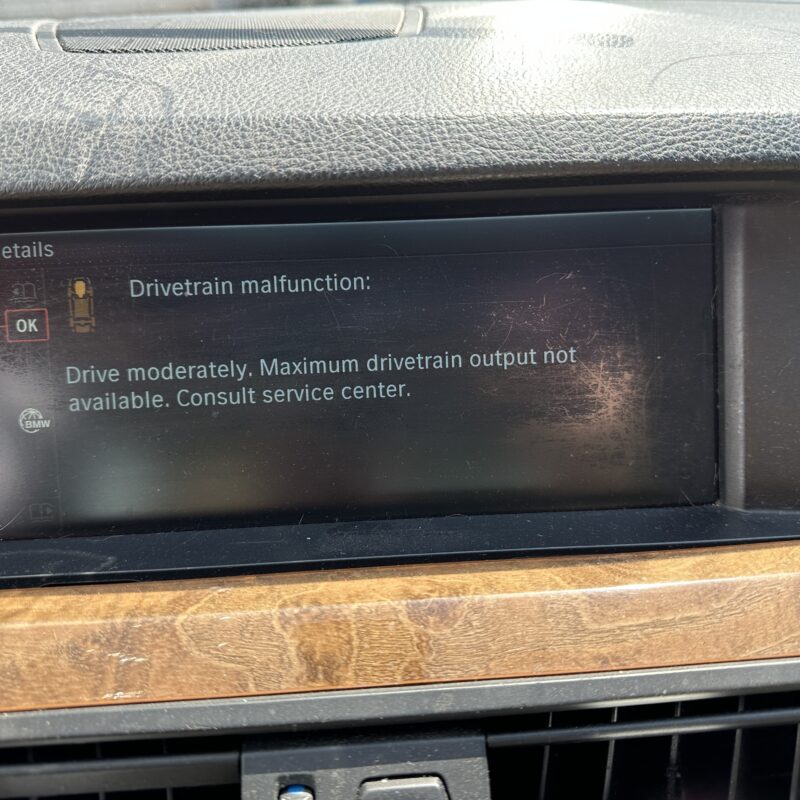 etails
Drivetrain malfunction:
OK
Drive moderately. Maximum drivetrain output not
available. Consult service center.
BMW